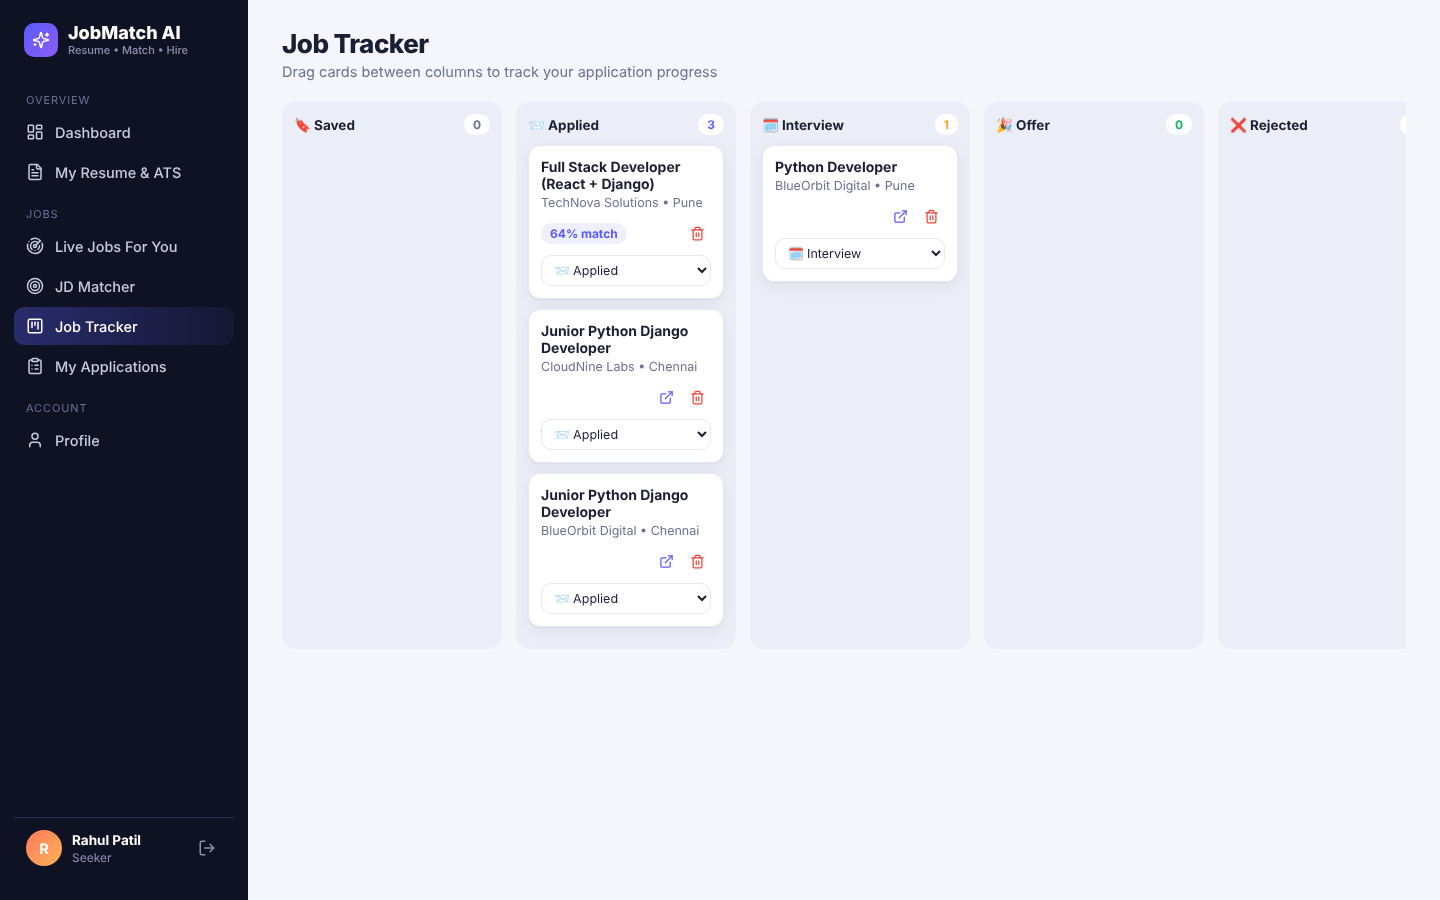 JobMatch AI
Resume • Match • Hire
OVERVIEW
Dashboard
My Resume & ATS
JOBS
Live Jobs For You
JD Matcher
Job Tracker
My Applications
ACCOUNT
Profile
R
Rahul Patil
Seeker
Job Tracker
Drag cards between columns to track your application progress
🔖 Saved 0
📨 Applied 3
Full Stack Developer
(React + Django)
TechNova Solutions • Pune
64% match
📨 Applied
Junior Python Django
Developer
CloudNine Labs • Chennai
📨 Applied
Junior Python Django
Developer
BlueOrbit Digital • Chennai
📨 Applied
🗓️ Interview 1
Python Developer
BlueOrbit Digital • Pune
🗓️ Interview
🎉 Offer 0
❌ Rejected